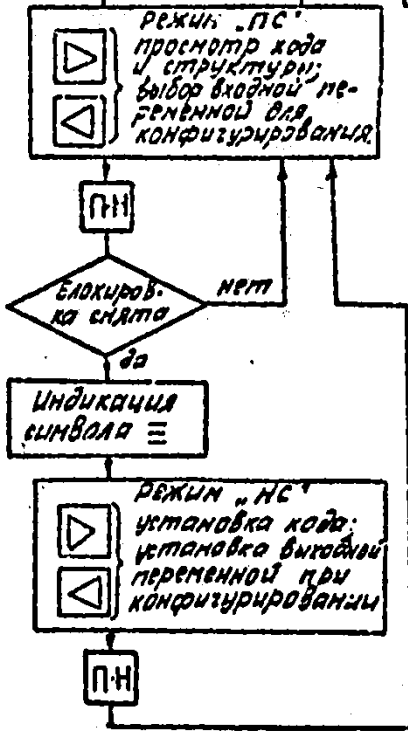 Режим „ПС“
просмотр кода
и структуры;
выбор входной пе-
ременной для
конфигурирования.
П-Н
Блокиров-
ка снята
нет
да
Индикация
символа Ξ
Режим „НС“
установка кода;
установка выходной
переменной при
конфигурировании
П·Н